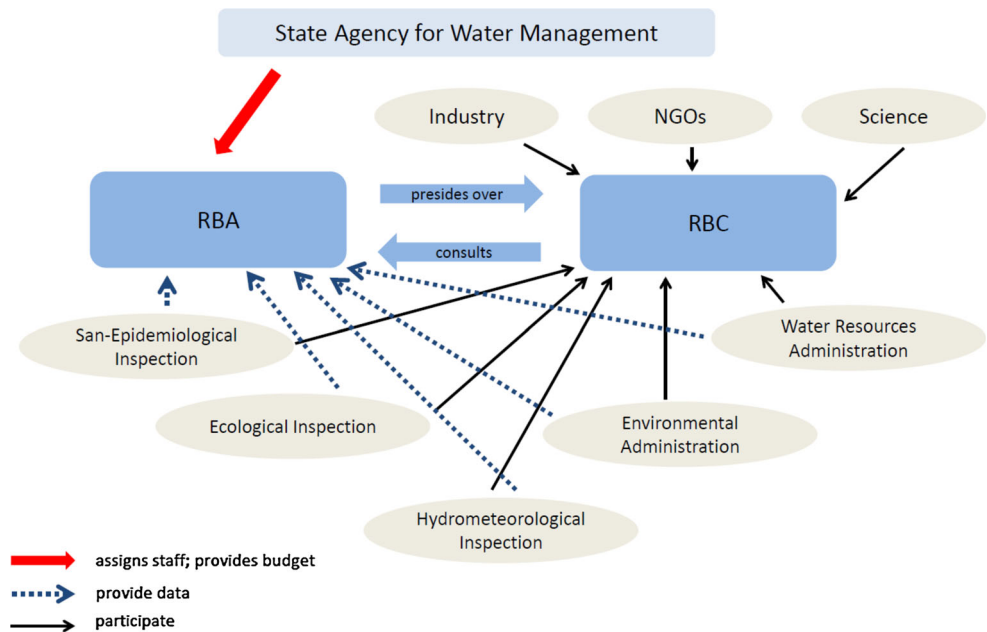 State Agency for Water Management
Industry
NGOs
Science
RBA
presides over
RBC
consults
San-Epidemiological
Inspection
Water Resources
Administration
Ecological Inspection
Environmental
Administration
Hydrometeorological
Inspection
assigns staff; provides budget
provide data
participate